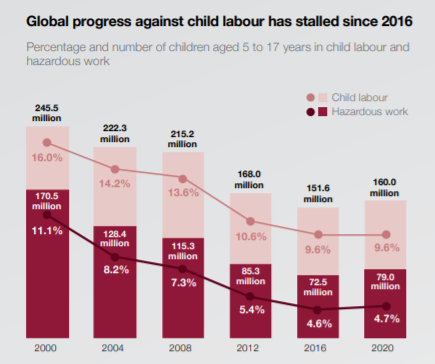 Global progress against child labour has stalled since 2016
Percentage and number of children aged 5 to 17 years in child labour and
hazardous work
Child labour
Hazardous work
245.5
million
222.3
million
215.2
million
168.0
million
151.6
million
160.0
million
16.0%
14.2%
13.6%
10.6%
9.6%
9.6%
170.5
million
128.4
million
115.3
million
85.3
million
72.5
million
79.0
million
11.1%
8.2%
7.3%
5.4%
4.6%
4.7%
2000
2004
2008
2012
2016
2020